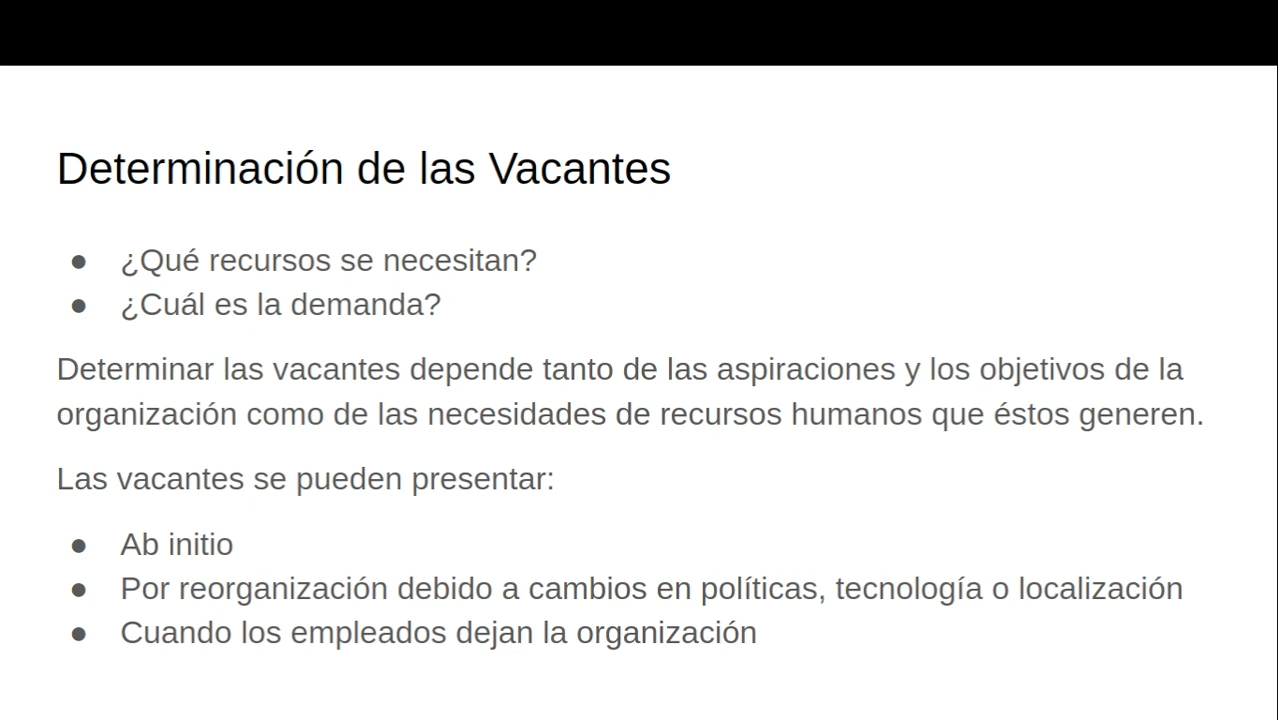 Determinación de las Vacantes
● ¿Qué recursos se necesitan?
● ¿Cuál es la demanda?
Determinar las vacantes depende tanto de las aspiraciones y los objetivos de la
organización como de las necesidades de recursos humanos que éstos generen.
Las vacantes se pueden presentar:
● Ab initio
● Por reorganización debido a cambios en políticas, tecnología o localización
● Cuando los empleados dejan la organización